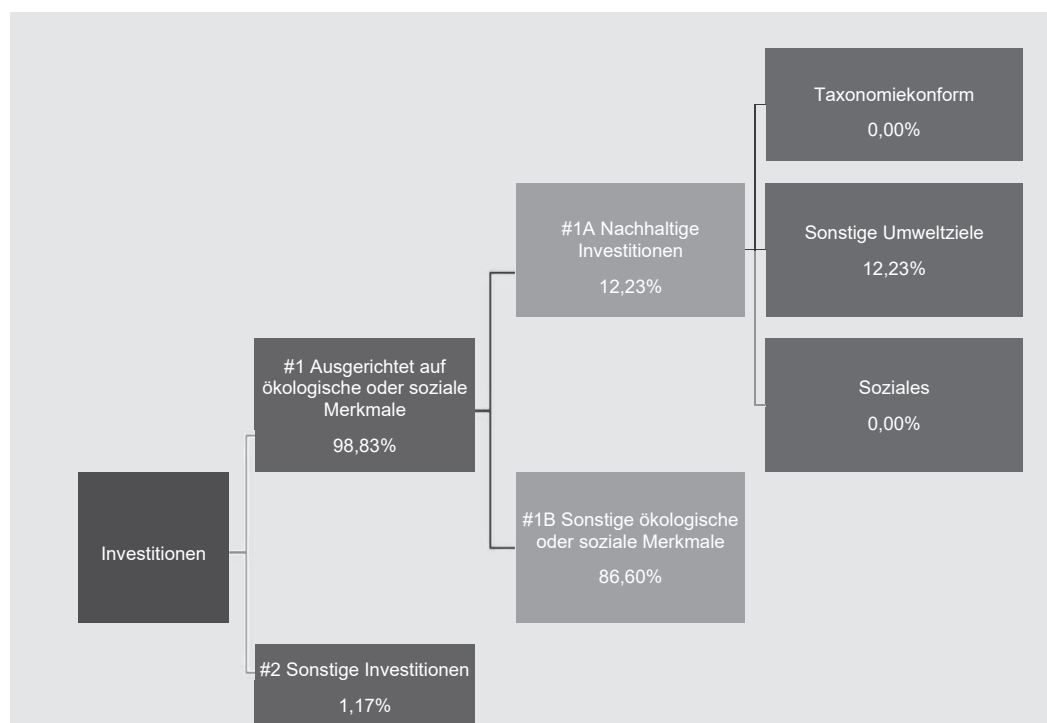 Taxonomiekonform
0,00%
#1A Nachhaltige
Investitionen
12,23%
Sonstige Umweltziele
12,23%
#1 Ausgerichtet auf
ökologische oder soziale
Merkmale
98,83%
Soziales
0,00%
Investitionen
#1B Sonstige ökologische
oder soziale Merkmale
86,60%
#2 Sonstige Investitionen
1,17%